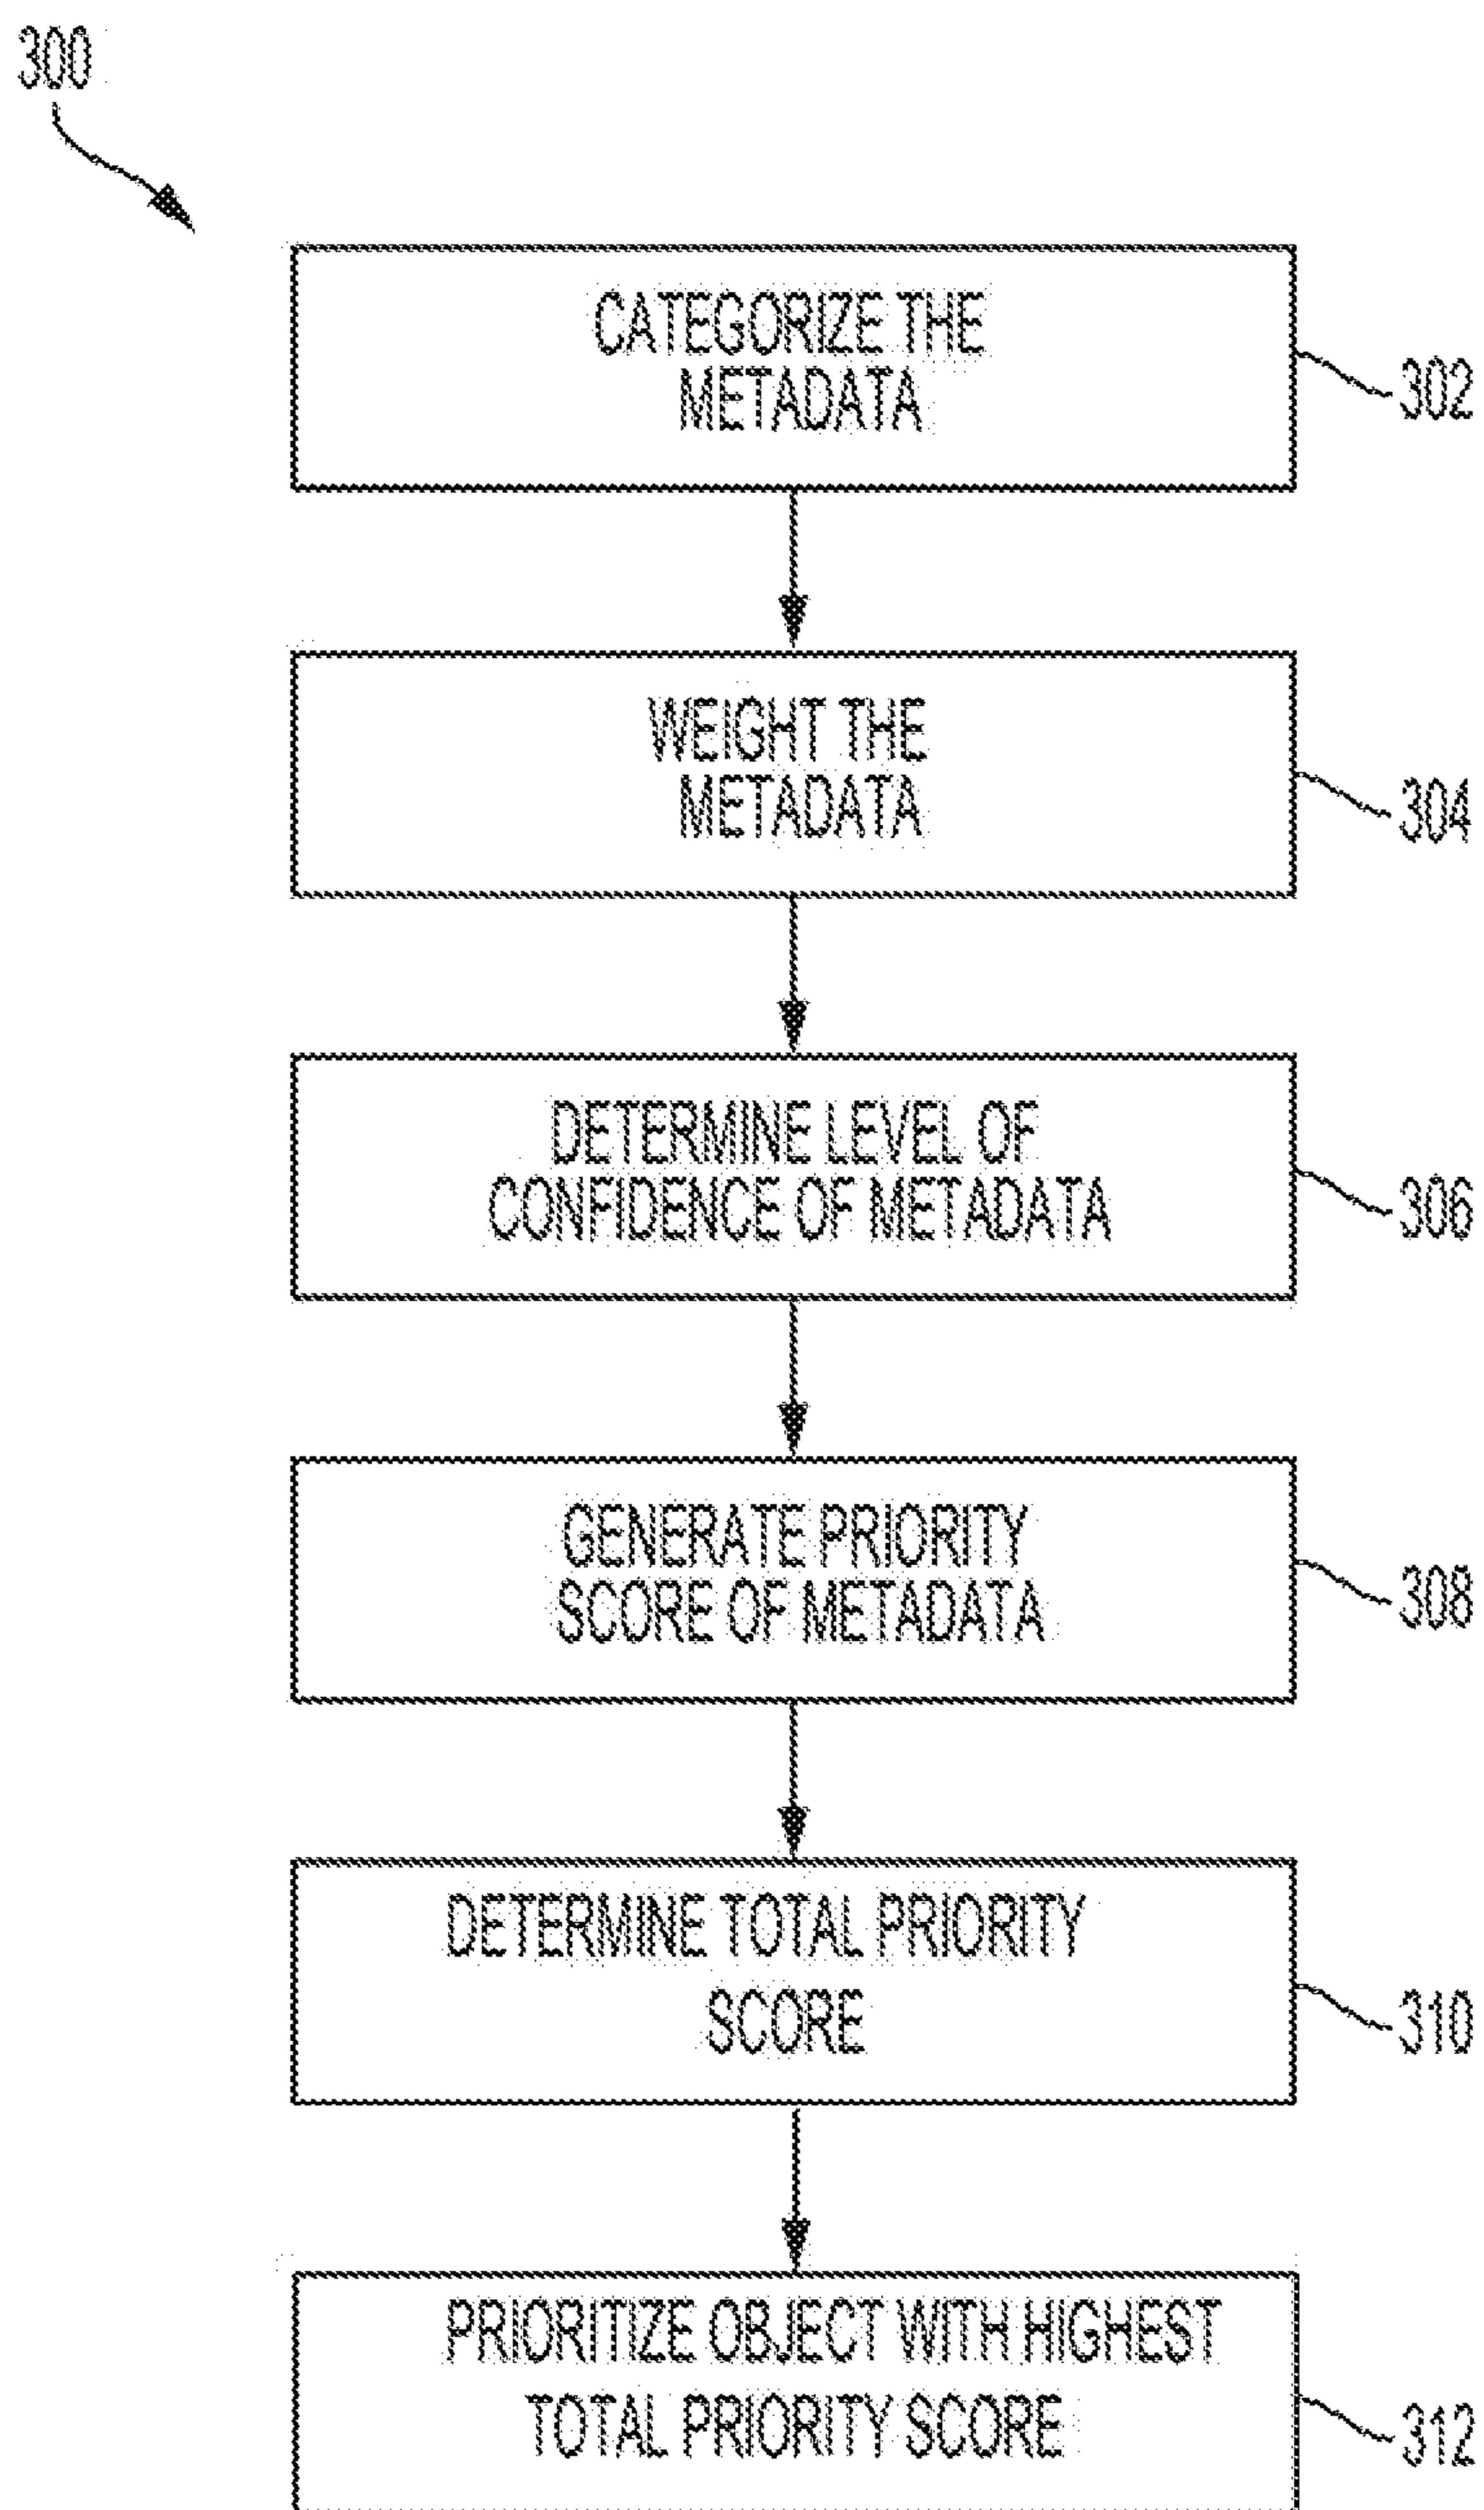 300
CATEGORIZE THE
METADATA
302
WEIGHT THE
METADATA
304
DETERMINE LEVEL OF
CONFIDENCE OF METADATA
306
GENERATE PRIORITY
SCORE OF METADATA
308
DETERMINE TOTAL PRIORITY
SCORE
310
PRIORITIZE OBJECT WITH HIGHEST
TOTAL PRIORITY SCORE
312